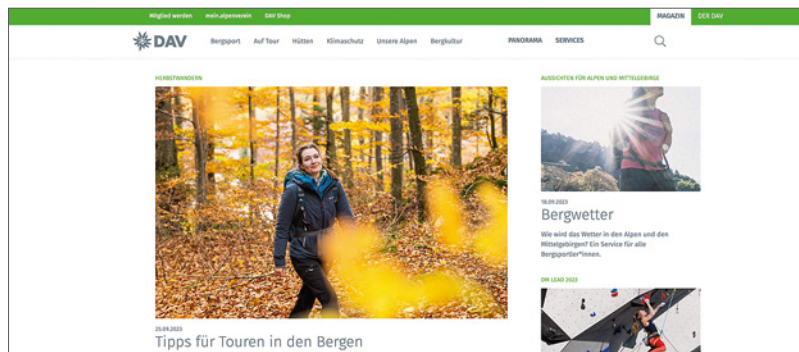 Mitglied werden mein.alpenverein DAV Shop MAGAZIN DER DAV
DAV Bergsport Auf Tour Hütten Klimaschutz Unsere Alpen Bergkultur PANORAMA SERVICES
HERBSTWANDERN
25.09.2023
Tipps für Touren in den Bergen
AUSSICHTEN FÜR ALPEN UND MITTELGEBIRGE
18.09.2023
Bergwetter
Wie wird das Wetter in den Alpen und den
Mittelgebirgen? Ein Service für alle
Bergsportler*innen.
DM LEAD 2023